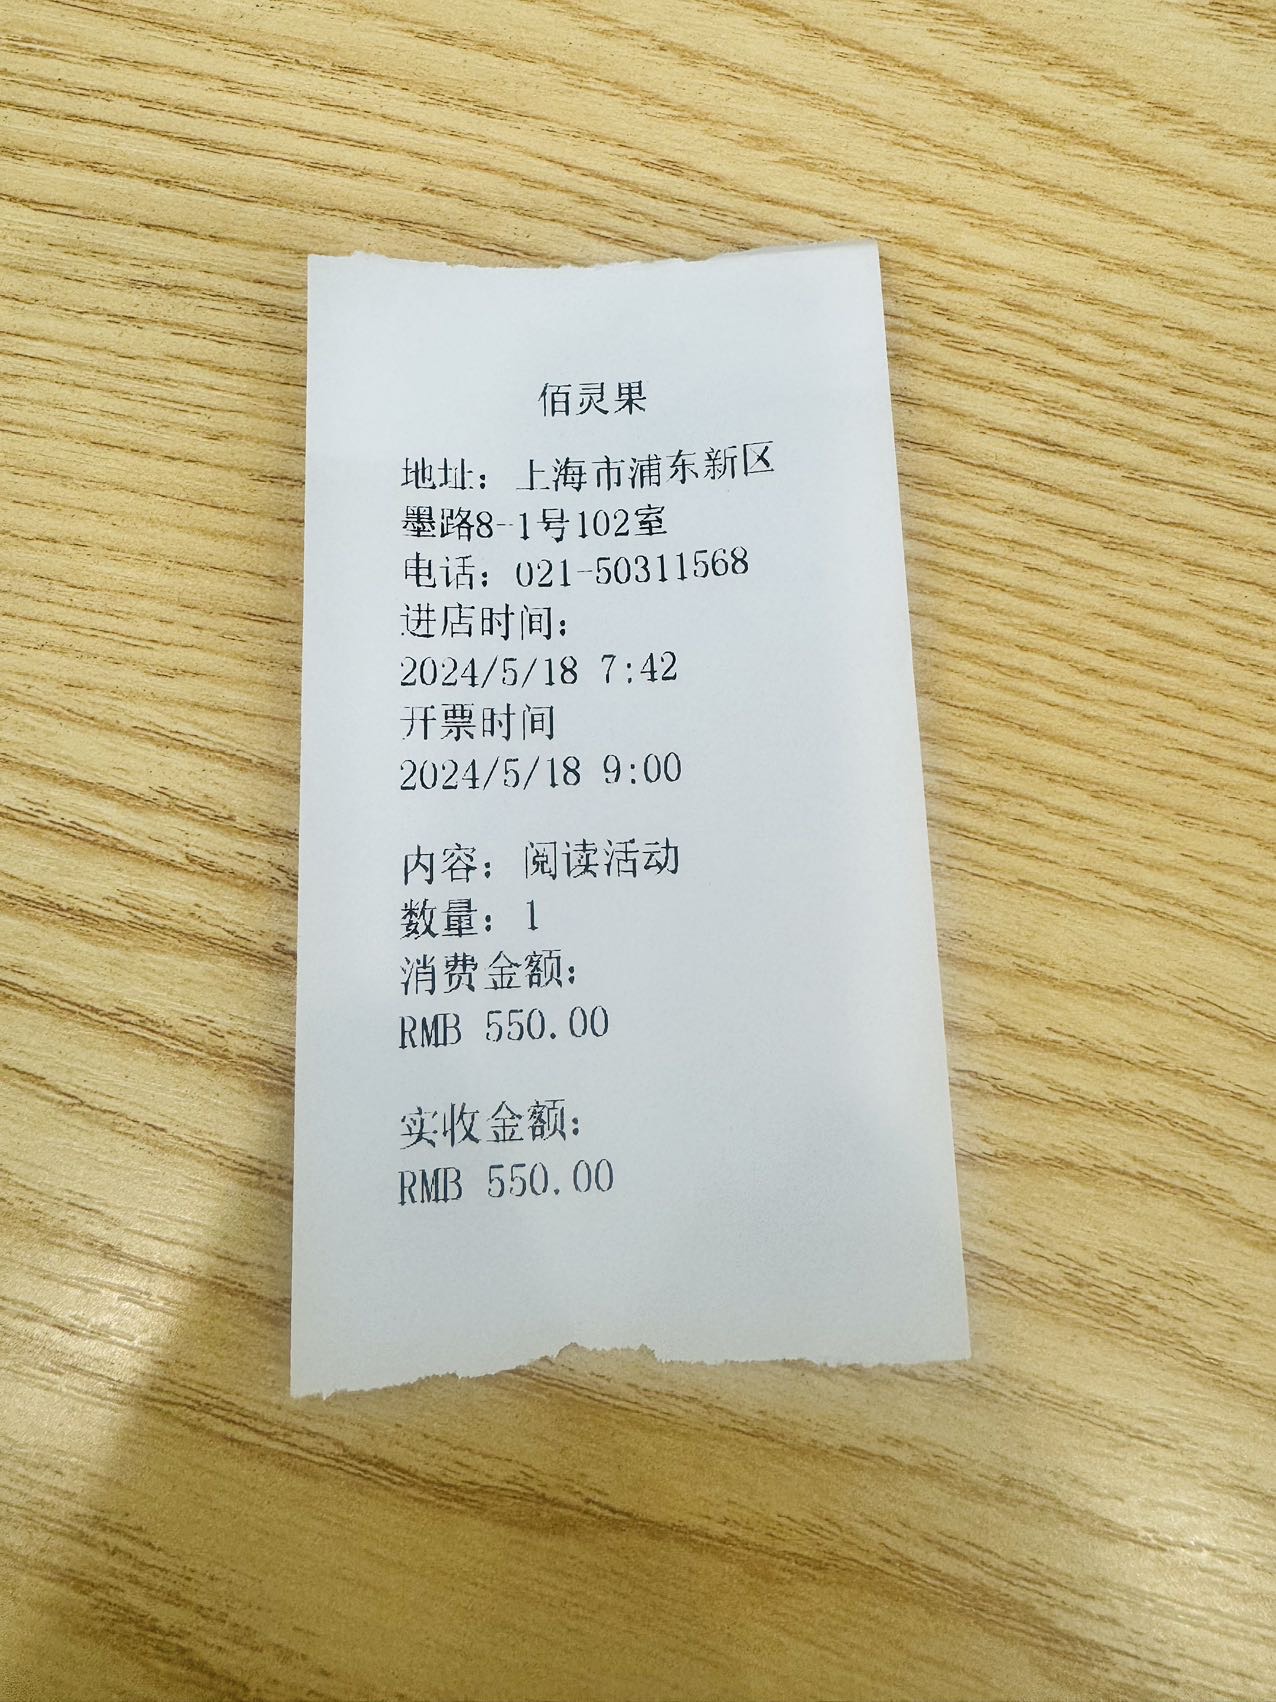 佰灵果
地址：上海市浦东新区
墨路8-1号102室
电话：021-50311568
进店时间：
2024/5/18 7:42
开票时间
2024/5/18 9:00
内容：阅读活动
数量：1
消费金额：
RMB 550.00
实收金额：
RMB 550.00